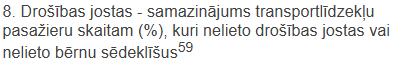 8. Drošības jostas - samazinājums transportlīdzekļu
pasažieru skaitam (%), kuri nelieto drošības jostas vai
nelieto bērnu sēdeklīšus59